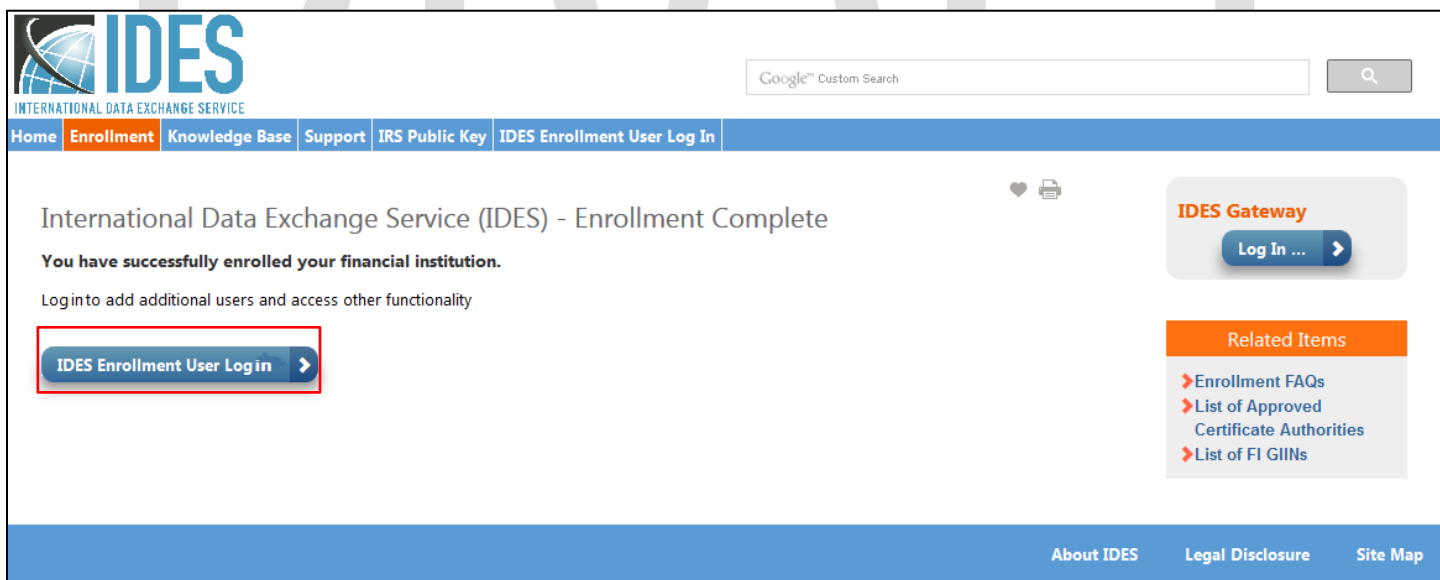 IDES
INTERNATIONAL DATA EXCHANGE SERVICE
Google™ Custom Search
Home Enrollment Knowledge Base Support IRS Public Key IDES Enrollment User Log In
International Data Exchange Service (IDES) - Enrollment Complete
You have successfully enrolled your financial institution.
Log in to add additional users and access other functionality
IDES Enrollment User Log in
IDES Gateway
Log In ...
Related Items
Enrollment FAQs
List of Approved
Certificate Authorities
List of FI GIINs
About IDES Legal Disclosure Site Map